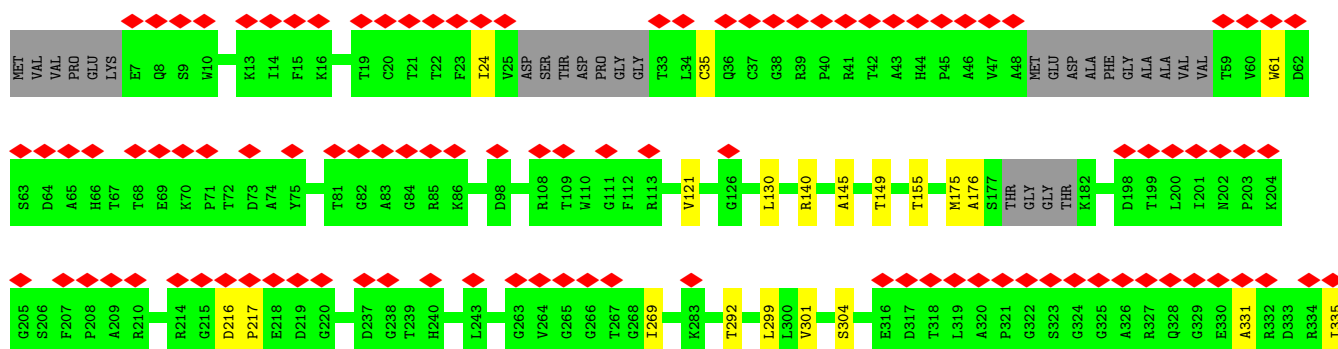 MET VAL VAL PRO GLU LYS E7 Q8 S9 W10 K13 I14 F15 K16 T19 C20 T21 T22 F23 I24 V25 ASP SER THR ASP PRO GLY GLY T33 L34 C35 Q36 C37 G38 R39 P40 R41 T42 A43 H44 P45 A46 V47 A48 MET GLU ASP ALA PHE GLY ALA ALA VAL VAL T59 V60 W61 D62
S63 D64 A65 H66 T67 T68 E69 K70 P71 T72 D73 A74 Y75 T81 G82 A83 G84 R85 K86 D98 R108 T109 W110 G111 F112 R113 V121 G126 L130 R140 A145 T149 T155 M175 A176 S177 THR GLY GLY THR K182 D198 T199 L200 I201 N202 P203 K204
G205 S206 F207 P208 A209 R210 R214 G215 D216 P217 E218 D219 G220 D237 G238 T239 H240 L243 G263 V264 G265 G266 T267 G268 I269 K283 T292 L299 L300 V301 S304 E316 D317 T318 L319 A320 P321 G322 S323 G324 G325 A326 R327 Q328 G329 E330 A331 R332 D333 R334 I335